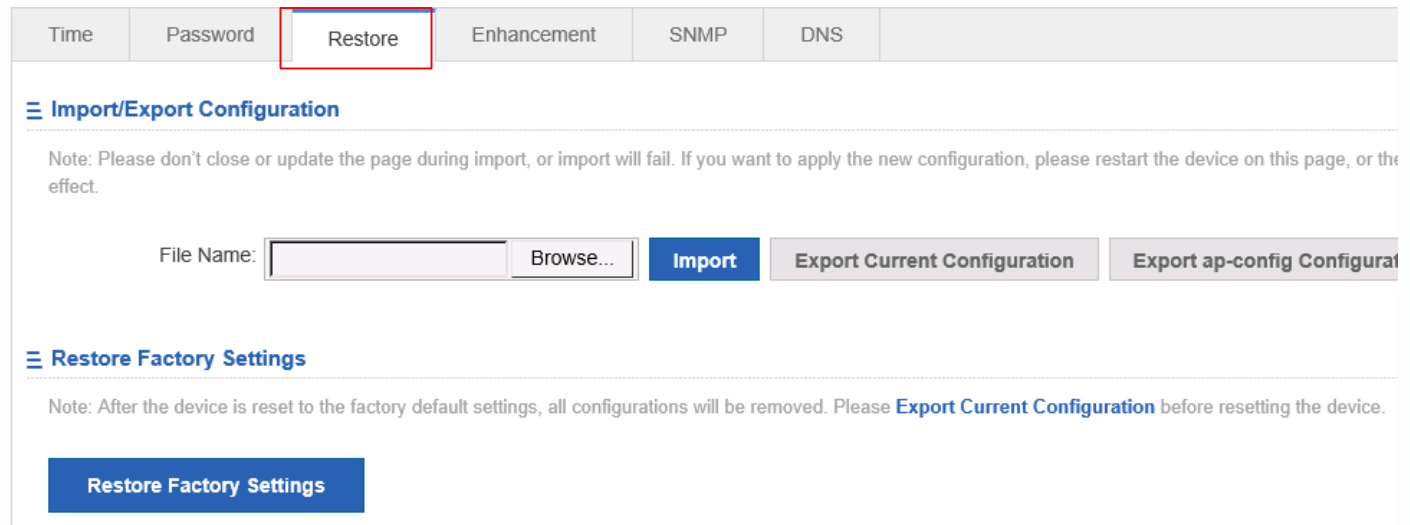 Time Password Restore Enhancement SNMP DNS
Import/Export Configuration
Note: Please don't close or update the page during import, or import will fail. If you want to apply the new configuration, please restart the device on this page, or
effect.
File Name: Browse... Import Export Current Configuration Export ap-config
Restore Factory Settings
Note: After the device is reset to the factory default settings, all configurations will be removed. Please Export Current Configuration before resetting the device.
Restore Factory Settings